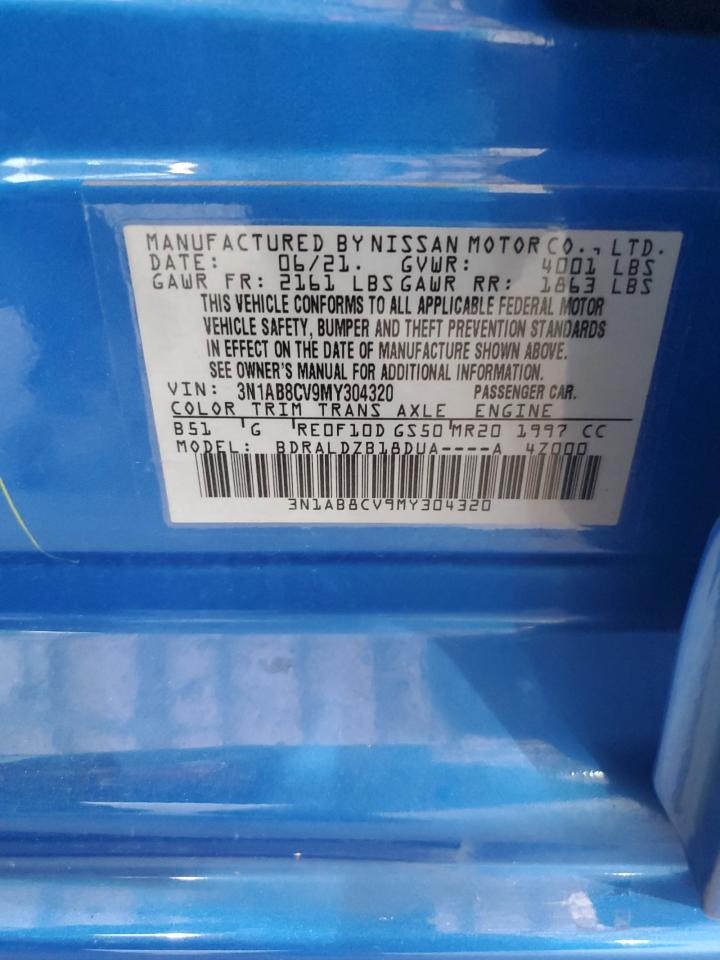 MANUFACTURED BY NISSAN MOTOR CO., LTD.
DATE: 06/21. GVWR: 4001 LBS
GAWR FR: 2161 LBS GAWR RR: 1863 LBS
THIS VEHICLE CONFORMS TO ALL APPLICABLE FEDERAL MOTOR
VEHICLE SAFETY, BUMPER AND THEFT PREVENTION STANDARDS
IN EFFECT ON THE DATE OF MANUFACTURE SHOWN ABOVE.
SEE OWNER'S MANUAL FOR ADDITIONAL INFORMATION.
VIN: 3N1AB8CV9MY304320 PASSENGER CAR.
COLOR TRIM TRANS AXLE ENGINE
B51 G RE0F10D GS50 MR20 1997 CC
MODEL: BDRALDZB18DUA----A 4Z000
3N1AB8CV9MY304320